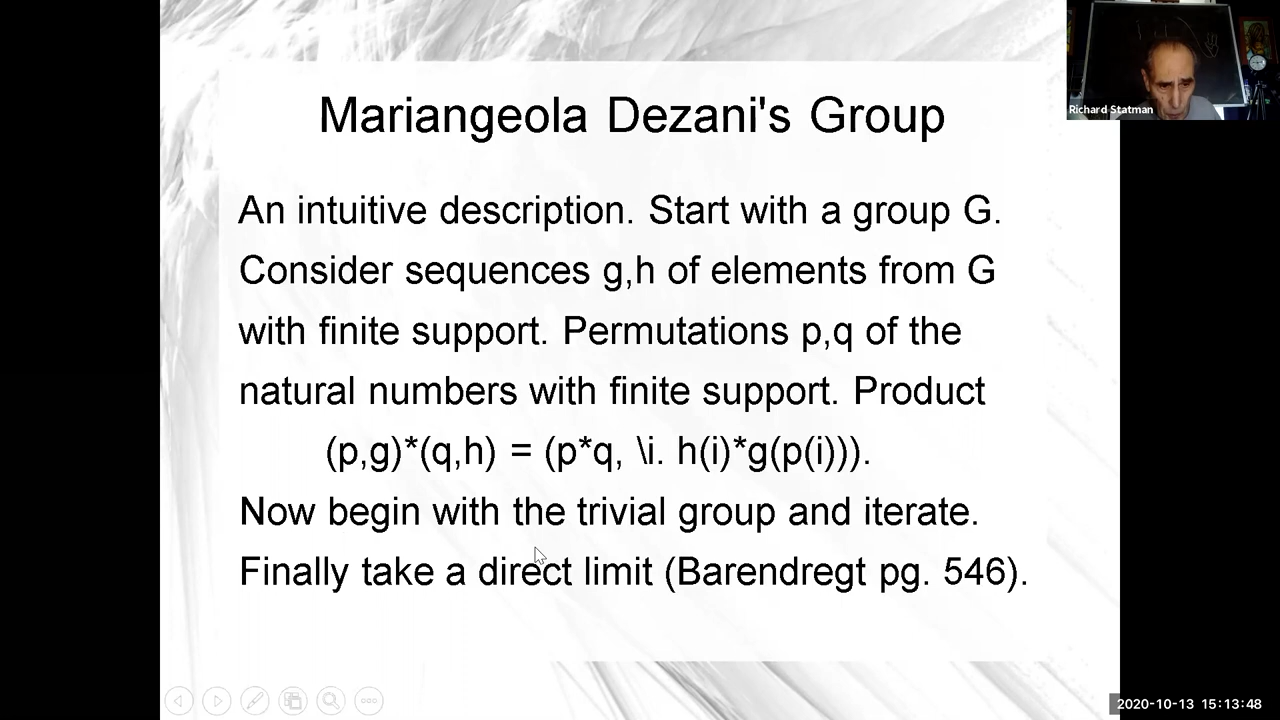 Mariangeola Dezani's Group
Richard Statman
An intuitive description. Start with a group G.
Consider sequences g,h of elements from G
with finite support. Permutations p,q of the
natural numbers with finite support. Product
(p,g)*(q,h) = (p*q, \i. h(i)*g(p(i))).
Now begin with the trivial group and iterate.
Finally take a direct limit (Barendregt pg. 546).
2020-10-13 15:13:48